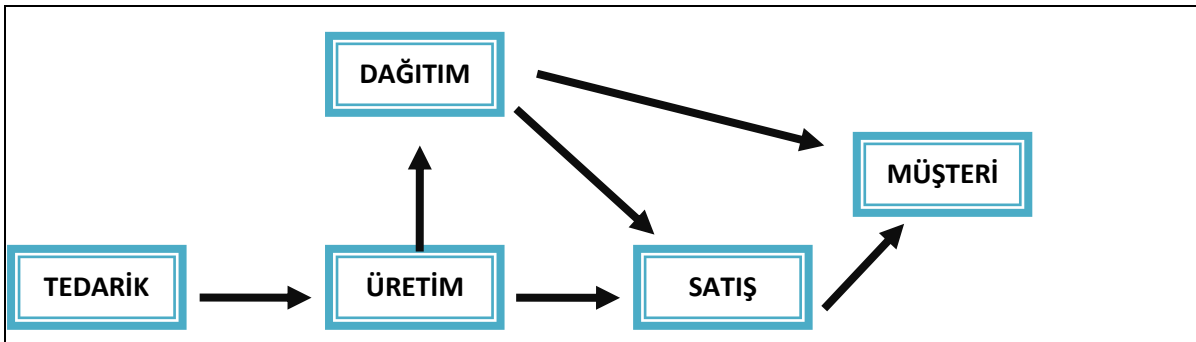 DAĞITIM
MÜŞTERİ
TEDARİK
ÜRETİM
SATIŞ